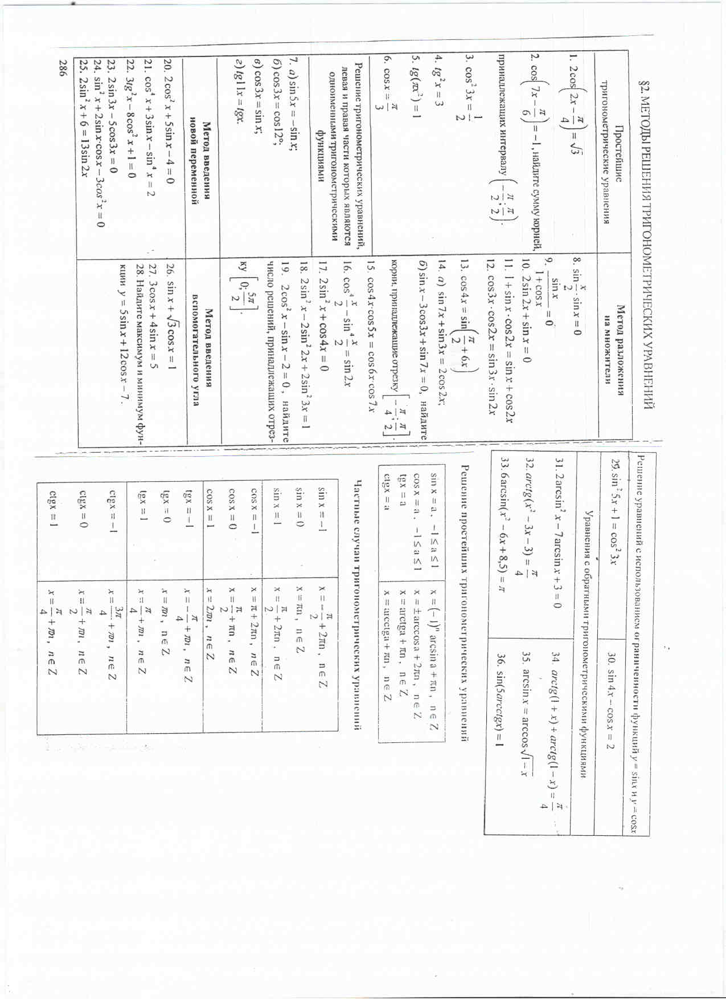 §2. МЕТОДЫ РЕШЕНИЯ ТРИГОНОМЕТРИЧЕСКИХ УРАВНЕНИЙ
Простейшие
тригонометрические уравнения
1. 2cos(2x − π/4) = √3
2. cos(7x − π/6) = −1, найдите сумму корней,
принадлежащих интервалу (−π/2; π/2).
3. cos² 3x = 1/2
4. tg² x = 3
5. tg(πx²) = 1
6. cos x = π/3
Решение тригонометрических уравнений,
левая и правая части которых являются
одноименными тригонометрическими
функциями
7. а) sin 5x = −sin x;
б) cos 3x = cos 12°;
в) cos 3x = sin x;
г) tg11x = tgx.
Метод разложения
на множители
8. sin x/2 · sin x = 0
9. sin x/(1 + cos x) = 0
10. 2sin 2x + sin x = 0
11. 1 + sin x · cos 2x = sin x + cos 2x
12. cos 3x · cos 2x = sin 3x · sin 2x
13. cos 4x = sin(π/2 + 6x)
14. а) sin 7x + sin 3x = 2cos 2x;
б) sin x − 3cos 3x + sin 7x = 0, найдите
корни, принадлежащие отрезку [−π/4; π/2].
15. cos 4x·cos 5x = cos 6x·cos 7x
16. cos⁴ x/2 − sin⁴ x/2 = sin 2x
17. 2sin² x + cos 4x = 0
18. 2sin² x − 2sin² 2x + 2sin² 3x = 1
19. 2cos² x − sin x − 2 = 0, найдите
число решений, принадлежащих отрез-
ку [0; 5π/2].
Метод введения
новой переменной
20. 2cos² x + 5sin x − 4 = 0
21. cos⁴ x + 3sin x − sin⁴ x = 2
22. 3tg² x − 8cos² x + 1 = 0
23. 2sin 3x − 5cos 3x = 0
24. sin² x + 2sin x·cos x − 3cos² x = 0
25. 2sin² x + 6 = 13sin 2x
Метод введения
вспомогательного угла
26. sin x + √3 cos x = 1
27. 3cos x + 4sin x = 5
28. Найдите максимум и минимум фун-
кции y = 5sin x + 12cos x − 7.
286
Решение уравнений с использованием ограниченности функций y = sinx и y = cosx
29. sin² 5x + 1 = cos² 3x
30. sin 4x − cos x = 2
Уравнения с обратными тригонометрическими функциями
31. 2arcsin² x − 7arcsin x + 3 = 0
32. arctg(x² − 3x − 3) = π/4
33. 6arcsin(x² − 6x + 8,5) = π
34. arctg(1 + x) + arctg(1 − x) = π/4
35. arcsin x = arccos √(1 − x)
36. sin(5arcctgx) = 1
Решение простейших тригонометрических уравнений
sin x = a, −1 ≤ a ≤ 1 x = (−1)ⁿ arcsin a + πn, n ∈ Z
cos x = a, −1 ≤ a ≤ 1 x = ±arccos a + 2πn, n ∈ Z
tgx = a x = arctga + πn, n ∈ Z
ctgx = a x = arcctga + πn, n ∈ Z
Частные случаи тригонометрических уравнений
sin x = −1 x = −π/2 + 2πn, n ∈ Z
sin x = 0 x = πn, n ∈ Z
sin x = 1 x = π/2 + 2πn, n ∈ Z
cos x = −1 x = π + 2πn, n ∈ Z
cos x = 0 x = π/2 + πn, n ∈ Z
cos x = 1 x = 2πn, n ∈ Z
tgx = −1 x = −π/4 + πn, n ∈ Z
tgx = 0 x = πn, n ∈ Z
tgx = 1 x = π/4 + πn, n ∈ Z
ctgx = −1 x = 3π/4 + πn, n ∈ Z
ctgx = 0 x = π/2 + πn, n ∈ Z
ctgx = 1 x = π/4 + πn, n ∈ Z